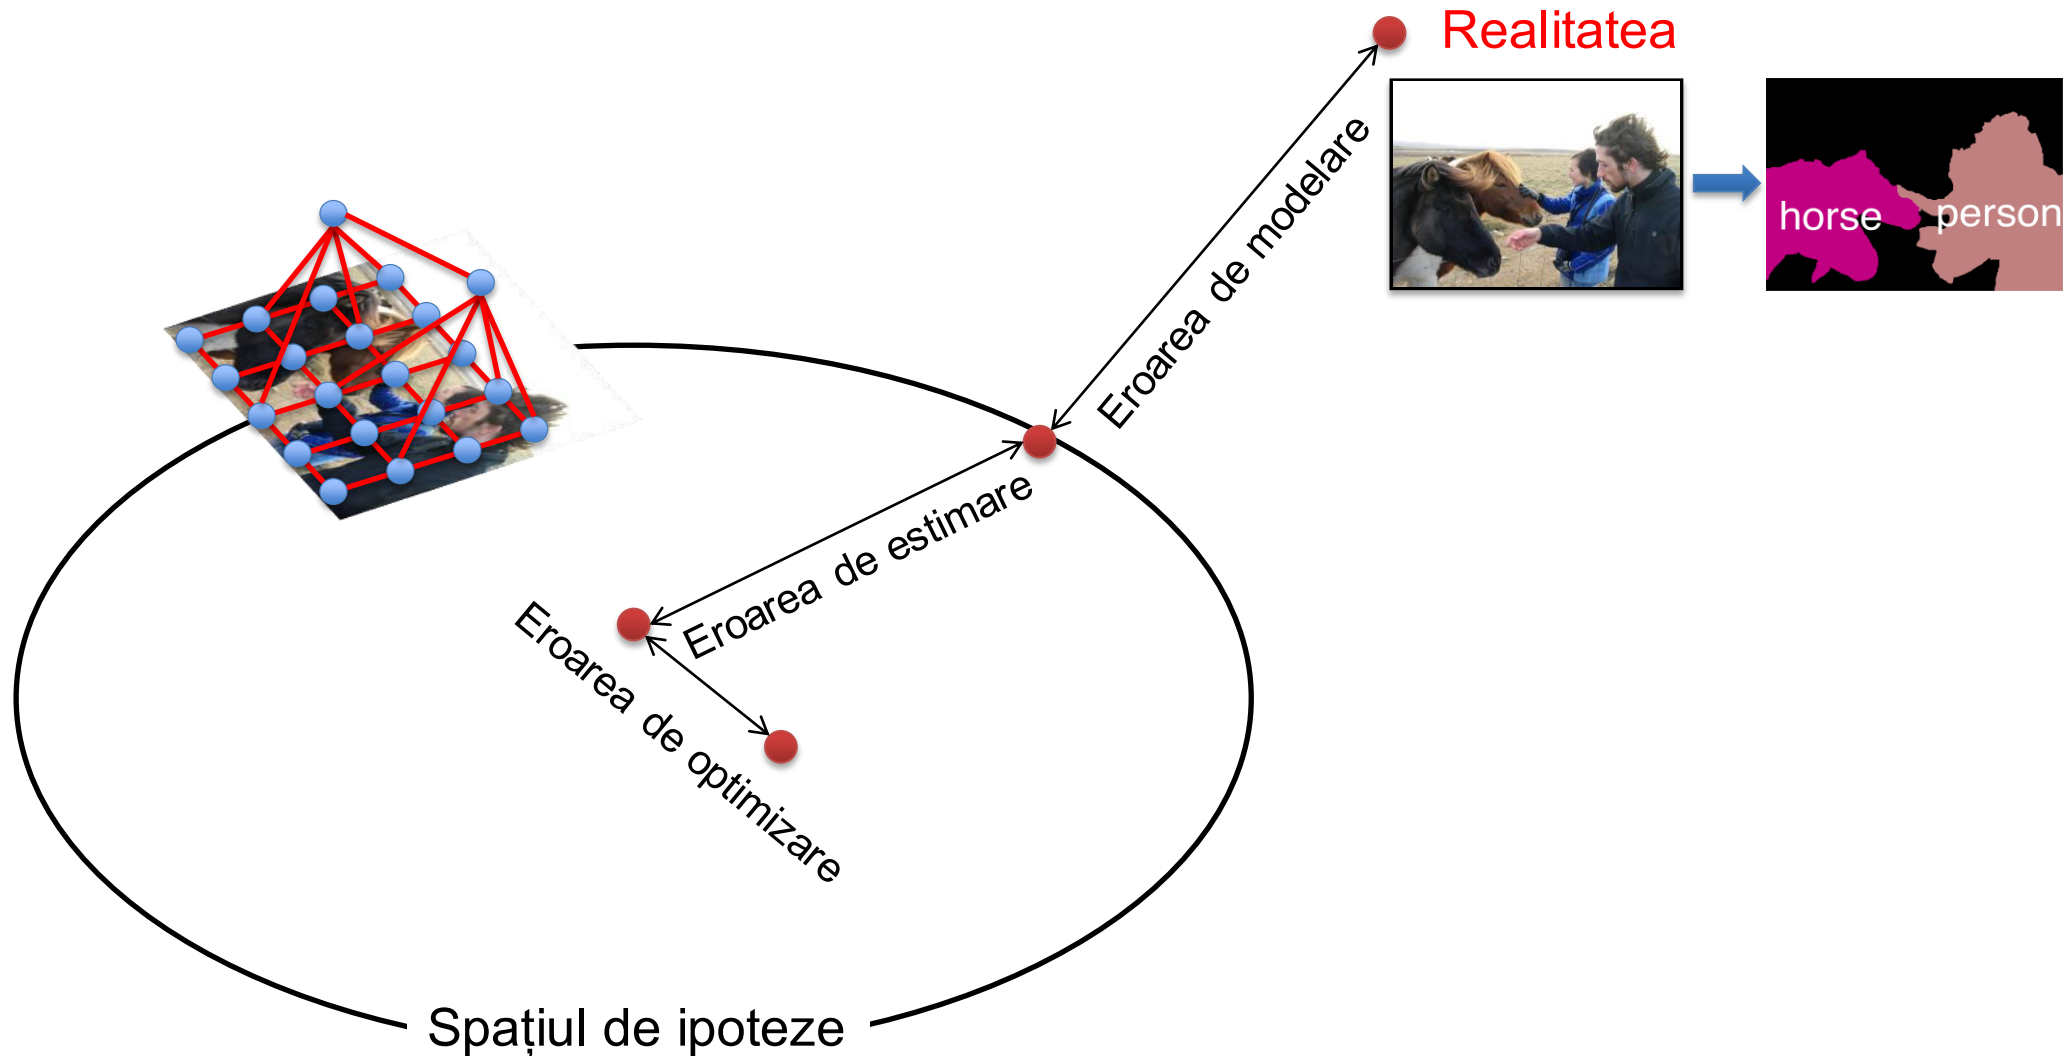 Realitatea
horse
person
Eroarea de modelare
Eroarea de estimare
Eroarea de optimizare
Spațiul de ipoteze